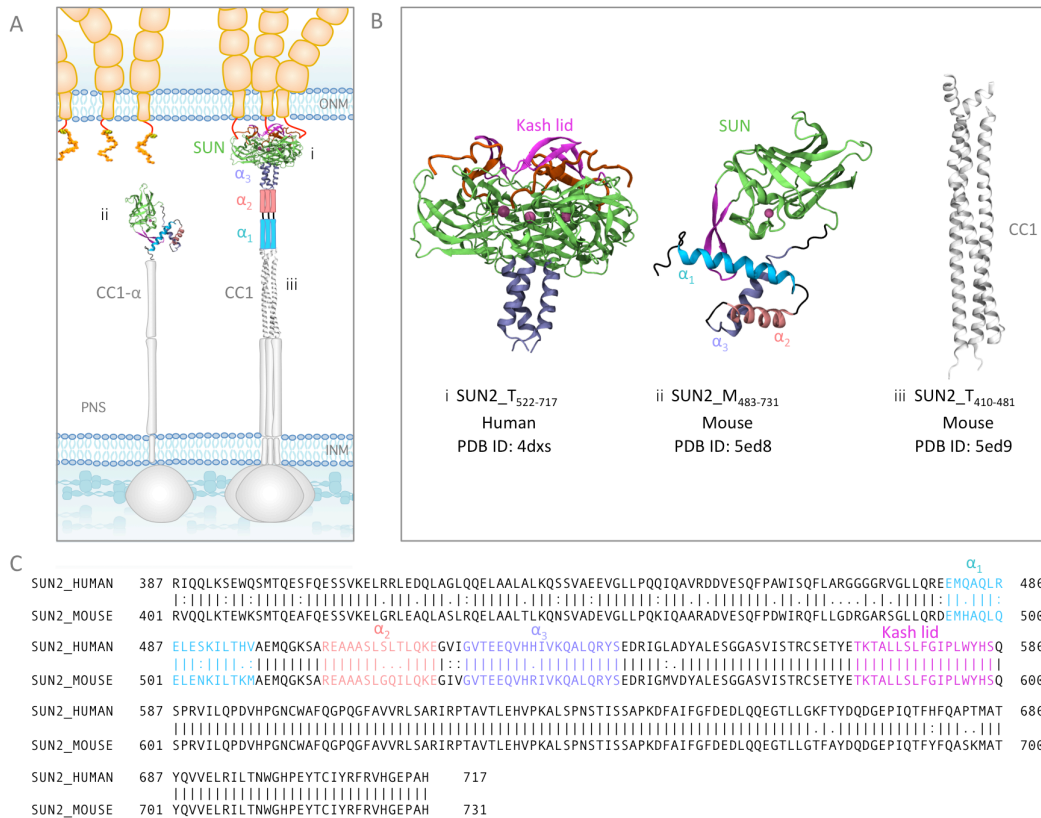 A
ONM
SUN
i
α3
α2
ii
α1
iii
CC1-α
CC1
PNS
INM
B
Kash lid
SUN
CC1
α1
α3
α2
i SUN2_T522-717
Human
PDB ID: 4dxs
ii SUN2_M483-731
Mouse
PDB ID: 5ed8
iii SUN2_T410-481
Mouse
PDB ID: 5ed9
C
α1
SUN2_HUMAN 387 RIQQLKSEWQSMTQESFQESSVKELRRLEDQLAGLQQELAALALKQSSVAEEVGLLPQQIQAVRDDVESQFPAWISQFLARGGGGRVGLLQREEMQAQLR 486
||:||:|||||||:||||||||.|||.||.||:||||||.|||.||:|||||||:|||.|.||||||||.||.|||.|....|.|||||:||.|||:
SUN2_MOUSE 401 RVQQLKTEWKSMTQEAFQESSVKELGRLEAQLASLRQELAALTLKQNSVADEVGLLPQKIQAARADVESQFPDWIRQFLLGDRGARSGLLQRDEMHAQLQ 500
α2 α3 Kash lid
SUN2_HUMAN 487 ELESKILTHVAEMQGKSAREAAASLSLTLQKEGVIGVTEEQVHHIVKQALQRYSEDRIGLADYALESGGASVISTRCSETYETKTALLSLFGIPLWYHSQ 586
SUN2_MOUSE 501 ELENKILTKMAEMQGKSAREAAASLGQILQKEGIVGVTEEQVHRIVKQALQRYSEDRIGMVDYALESGGASVISTRCSETYETKTALLSLFGIPLWYHSQ 600
SUN2_HUMAN 587 SPRVILQPDVHPGNCWAFQGPQGFAVVRLSARIRPTAVTLEHVPKALSPNSTISSAPKDFAIFGFDEDLQQEGTLLGKFTYDQDGEPIQTFHFQAPTMAT 686
SUN2_MOUSE 601 SPRVILQPDVHPGNCWAFQGPQGFAVVRLSARIRPTAVTLEHVPKALSPNSTISSAPKDFAIFGFDEDLQQEGTLLGTFAYDQDGEPIQTFYFQASKMAT 700
SUN2_HUMAN 687 YQVVELRILTNWGHPEYTCIYRFRVHGEPAH 717
SUN2_MOUSE 701 YQVVELRILTNWGHPEYTCIYRFRVHGEPAH 731